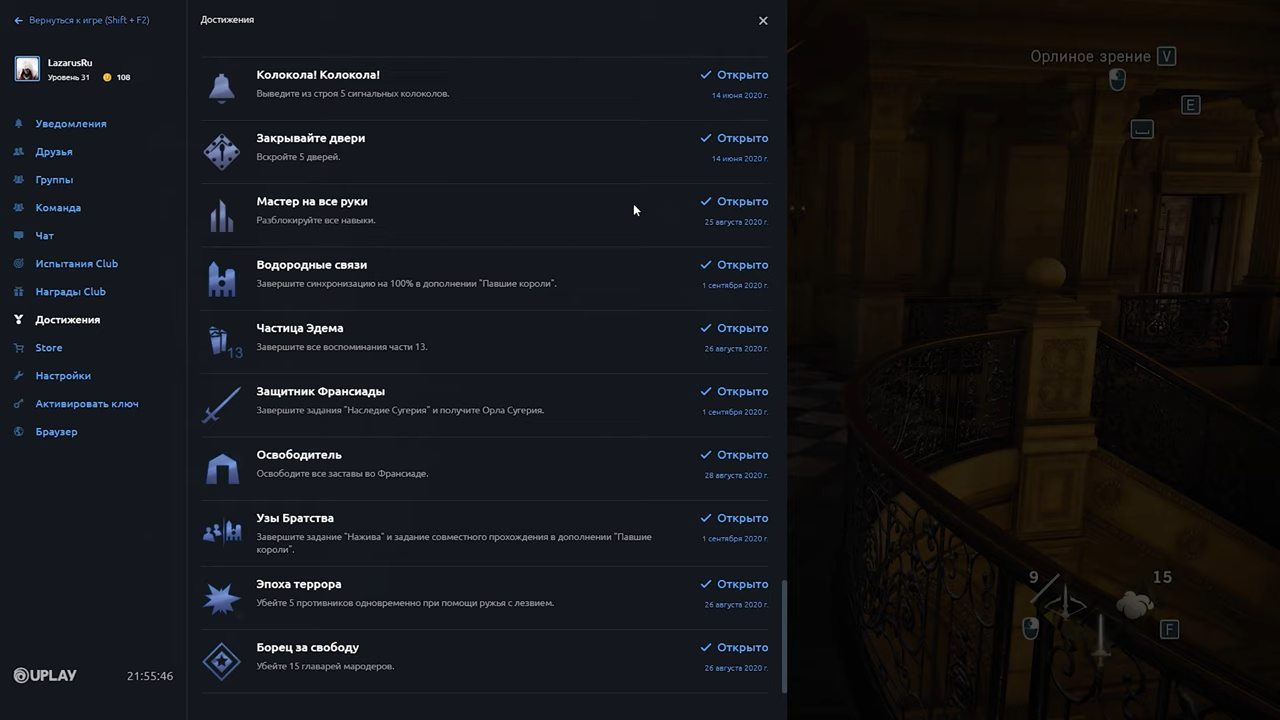 Вернуться к игре (Shift + F2)
LazarusRu
Уровень 31 108
Уведомления
Друзья
Группы
Команда
Чат
Испытания Club
Награды Club
Достижения
Store
Настройки
Активировать ключ
Браузер
UPLAY 21:55:46
Достижения
Колокола! Колокола! Открыто
Выведите из строя 5 сигнальных колоколов. 14 июня 2020 г.
Закрывайте двери Открыто
Вскройте 5 дверей. 14 июня 2020 г.
Мастер на все руки Открыто
Разблокируйте все навыки. 25 августа 2020 г.
Водородные связи Открыто
Завершите синхронизацию на 100% в дополнении "Павшие короли". 1 сентября 2020 г.
13
Частица Эдема Открыто
Завершите все воспоминания части 13. 26 августа 2020 г.
Защитник Франсиады Открыто
Завершите задания "Наследие Сугерия" и получите Орла Сугерия. 1 сентября 2020 г.
Освободитель Открыто
Освободите все заставы во Франсиаде. 28 августа 2020 г.
Узы Братства Открыто
Завершите задание "Нажива" и задание совместного прохождения в дополнении "Павшие 1 сентября 2020 г.
короли".
Эпоха террора Открыто
Убейте 5 противников одновременно при помощи ружья с лезвием. 26 августа 2020 г.
Борец за свободу Открыто
Убейте 15 главарей мародеров. 26 августа 2020 г.
Орлиное зрение V
E
9 15
F